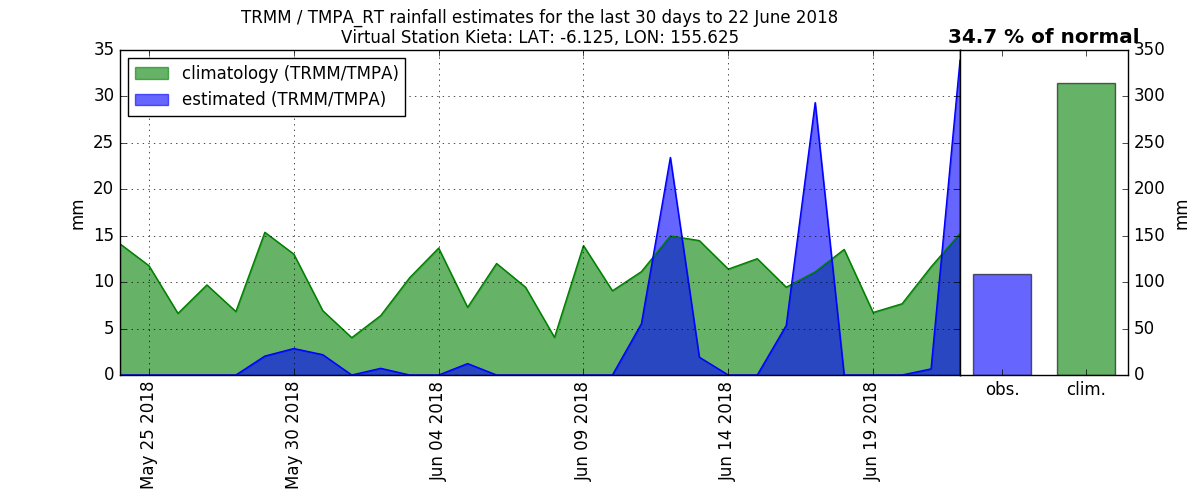 TRMM / TMPA_RT rainfall estimates for the last 30 days to 22 June 2018
Virtual Station Kieta: LAT: -6.125, LON: 155.625
34.7 % of normal
climatology (TRMM/TMPA)
estimated (TRMM/TMPA)
35
30
25
20
15
10
5
0
mm
May 25 2018
May 30 2018
Jun 04 2018
Jun 09 2018
Jun 14 2018
Jun 19 2018
obs.
clim.
350
300
250
200
150
100
50
0
mm